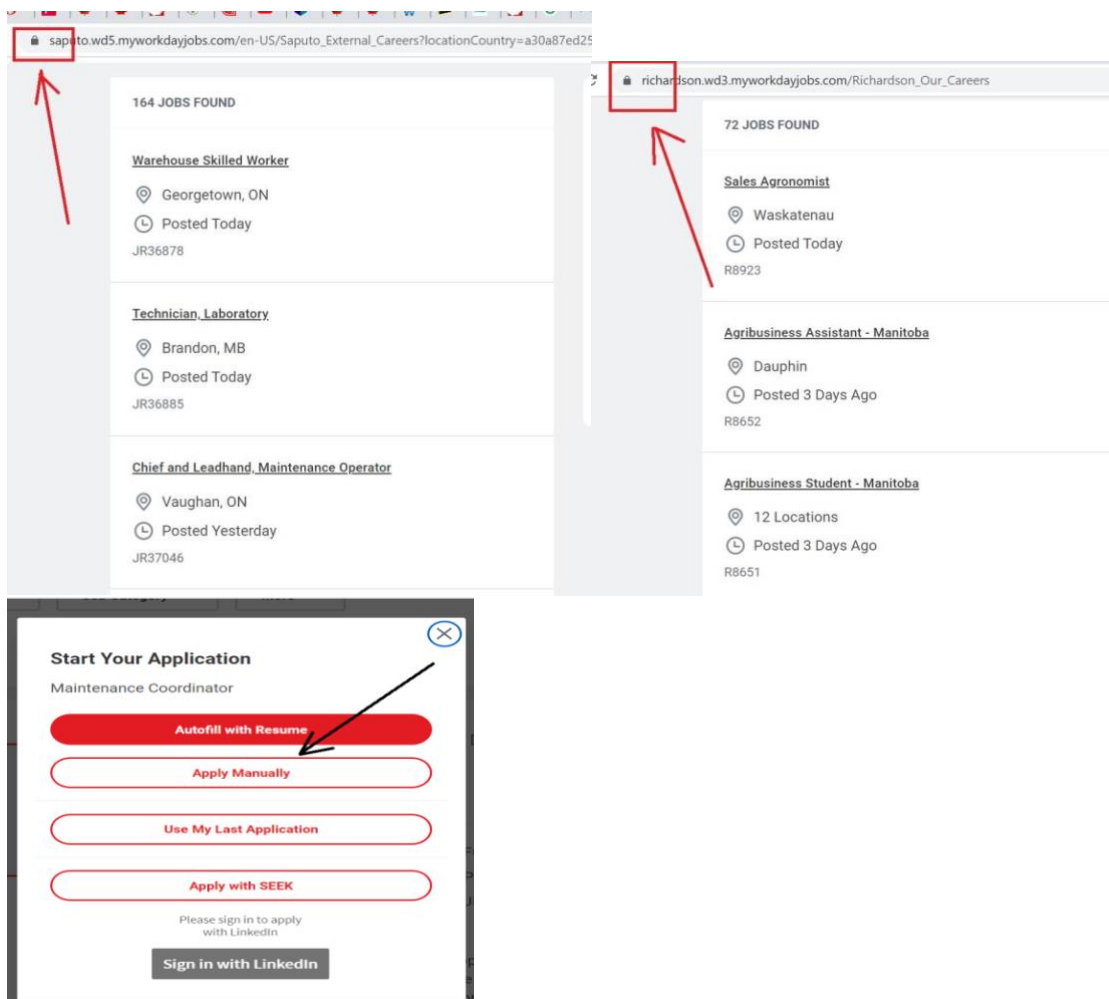 saputo.wd5.myworkdayjobs.com/en-US/Saputo_External_Careers?locationCountry=a30a87ed25
164 JOBS FOUND
Warehouse Skilled Worker
Georgetown, ON
Posted Today
JR36878
Technician, Laboratory
Brandon, MB
Posted Today
JR36885
Chief and Leadhand, Maintenance Operator
Vaughan, ON
Posted Yesterday
JR37046
richardson.wd3.myworkdayjobs.com/Richardson_Our_Careers
72 JOBS FOUND
Sales Agronomist
Waskatenau
Posted Today
R8923
Agribusiness Assistant - Manitoba
Dauphin
Posted 3 Days Ago
R8652
Agribusiness Student - Manitoba
12 Locations
Posted 3 Days Ago
R8651
Start Your Application
Maintenance Coordinator
Autofill with Resume
Apply Manually
Use My Last Application
Apply with SEEK
Please sign in to apply
with LinkedIn
Sign in with LinkedIn